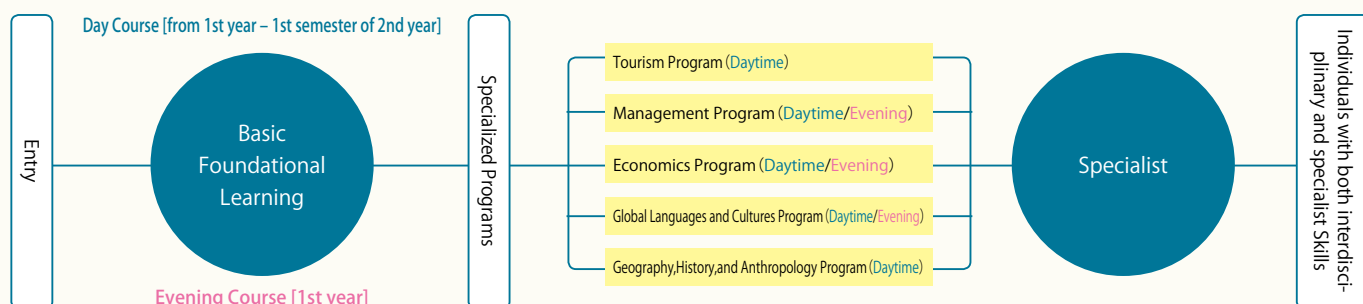 Day Course [from 1st year – 1st semester of 2nd year]
Entry
Basic
Foundational
Learning
Evening Course [1st year]
Specialized Programs
Tourism Program (Daytime)
Management Program (Daytime/Evening)
Economics Program (Daytime/Evening)
Global Languages and Cultures Program (Daytime/Evening)
Geography,History,and Anthropology Program (Daytime)
Specialist
Individuals with both interdisci-
plinary and specialist Skills